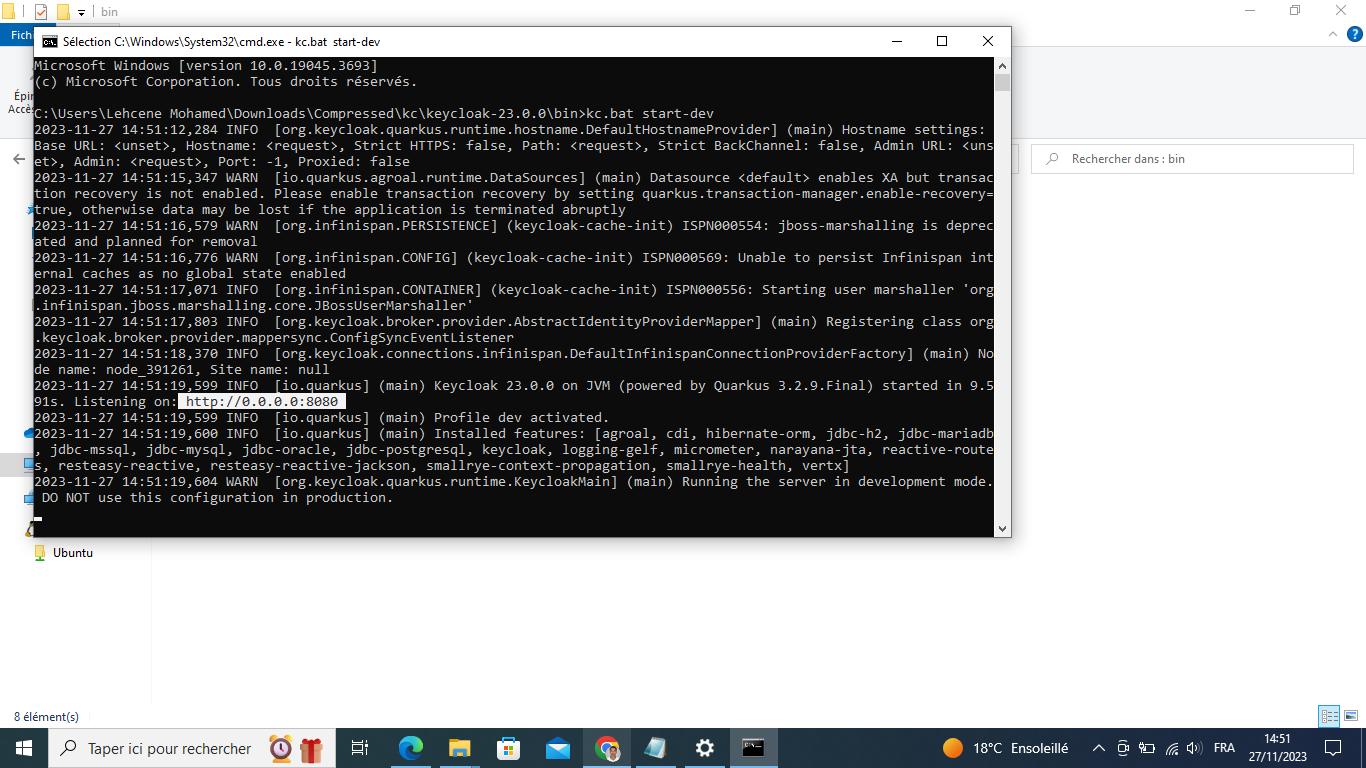 bin
Fich
Sélection C:\Windows\System32\cmd.exe - kc.bat  start-dev
Épin
Accès
Microsoft Windows [version 10.0.19045.3693]
(c) Microsoft Corporation. Tous droits réservés.
C:\Users\Lehcene Mohamed\Downloads\Compressed\kc\keycloak-23.0.0\bin>kc.bat start-dev
2023-11-27 14:51:12,284 INFO  [org.keycloak.quarkus.runtime.hostname.DefaultHostnameProvider] (main) Hostname settings:
Base URL: <unset>, Hostname: <request>, Strict HTTPS: false, Path: <request>, Strict BackChannel: false, Admin URL: <uns
et>, Admin: <request>, Port: -1, Proxied: false
2023-11-27 14:51:15,347 WARN  [io.quarkus.agroal.runtime.DataSources] (main) Datasource <default> enables XA but transac
tion recovery is not enabled. Please enable transaction recovery by setting quarkus.transaction-manager.enable-recovery=
true, otherwise data may be lost if the application is terminated abruptly
2023-11-27 14:51:16,579 WARN  [org.infinispan.PERSISTENCE] (keycloak-cache-init) ISPN000554: jboss-marshalling is deprec
ated and planned for removal
2023-11-27 14:51:16,776 WARN  [org.infinispan.CONFIG] (keycloak-cache-init) ISPN000569: Unable to persist Infinispan int
ernal caches as no global state enabled
2023-11-27 14:51:17,071 INFO  [org.infinispan.CONTAINER] (keycloak-cache-init) ISPN000556: Starting user marshaller 'org
.infinispan.jboss.marshalling.core.JBossUserMarshaller'
2023-11-27 14:51:17,803 INFO  [org.keycloak.broker.provider.AbstractIdentityProviderMapper] (main) Registering class org
.keycloak.broker.provider.mappersync.ConfigSyncEventListener
2023-11-27 14:51:18,370 INFO  [org.keycloak.connections.infinispan.DefaultInfinispanConnectionProviderFactory] (main) No
de name: node_391261, Site name: null
2023-11-27 14:51:19,599 INFO  [io.quarkus] (main) Keycloak 23.0.0 on JVM (powered by Quarkus 3.2.9.Final) started in 9.5
91s. Listening on: http://0.0.0.0:8080
2023-11-27 14:51:19,599 INFO  [io.quarkus] (main) Profile dev activated.
2023-11-27 14:51:19,600 INFO  [io.quarkus] (main) Installed features: [agroal, cdi, hibernate-orm, jdbc-h2, jdbc-mariadb
, jdbc-mssql, jdbc-mysql, jdbc-oracle, jdbc-postgresql, keycloak, logging-gelf, micrometer, narayana-jta, reactive-route
s, resteasy-reactive, resteasy-reactive-jackson, smallrye-context-propagation, smallrye-health, vertx]
2023-11-27 14:51:19,604 WARN  [org.keycloak.quarkus.runtime.KeycloakMain] (main) Running the server in development mode.
DO NOT use this configuration in production.
Rechercher dans : bin
Ubuntu
8 élément(s)
Taper ici pour rechercher
18°C Ensoleillé
FRA
14:51
27/11/2023